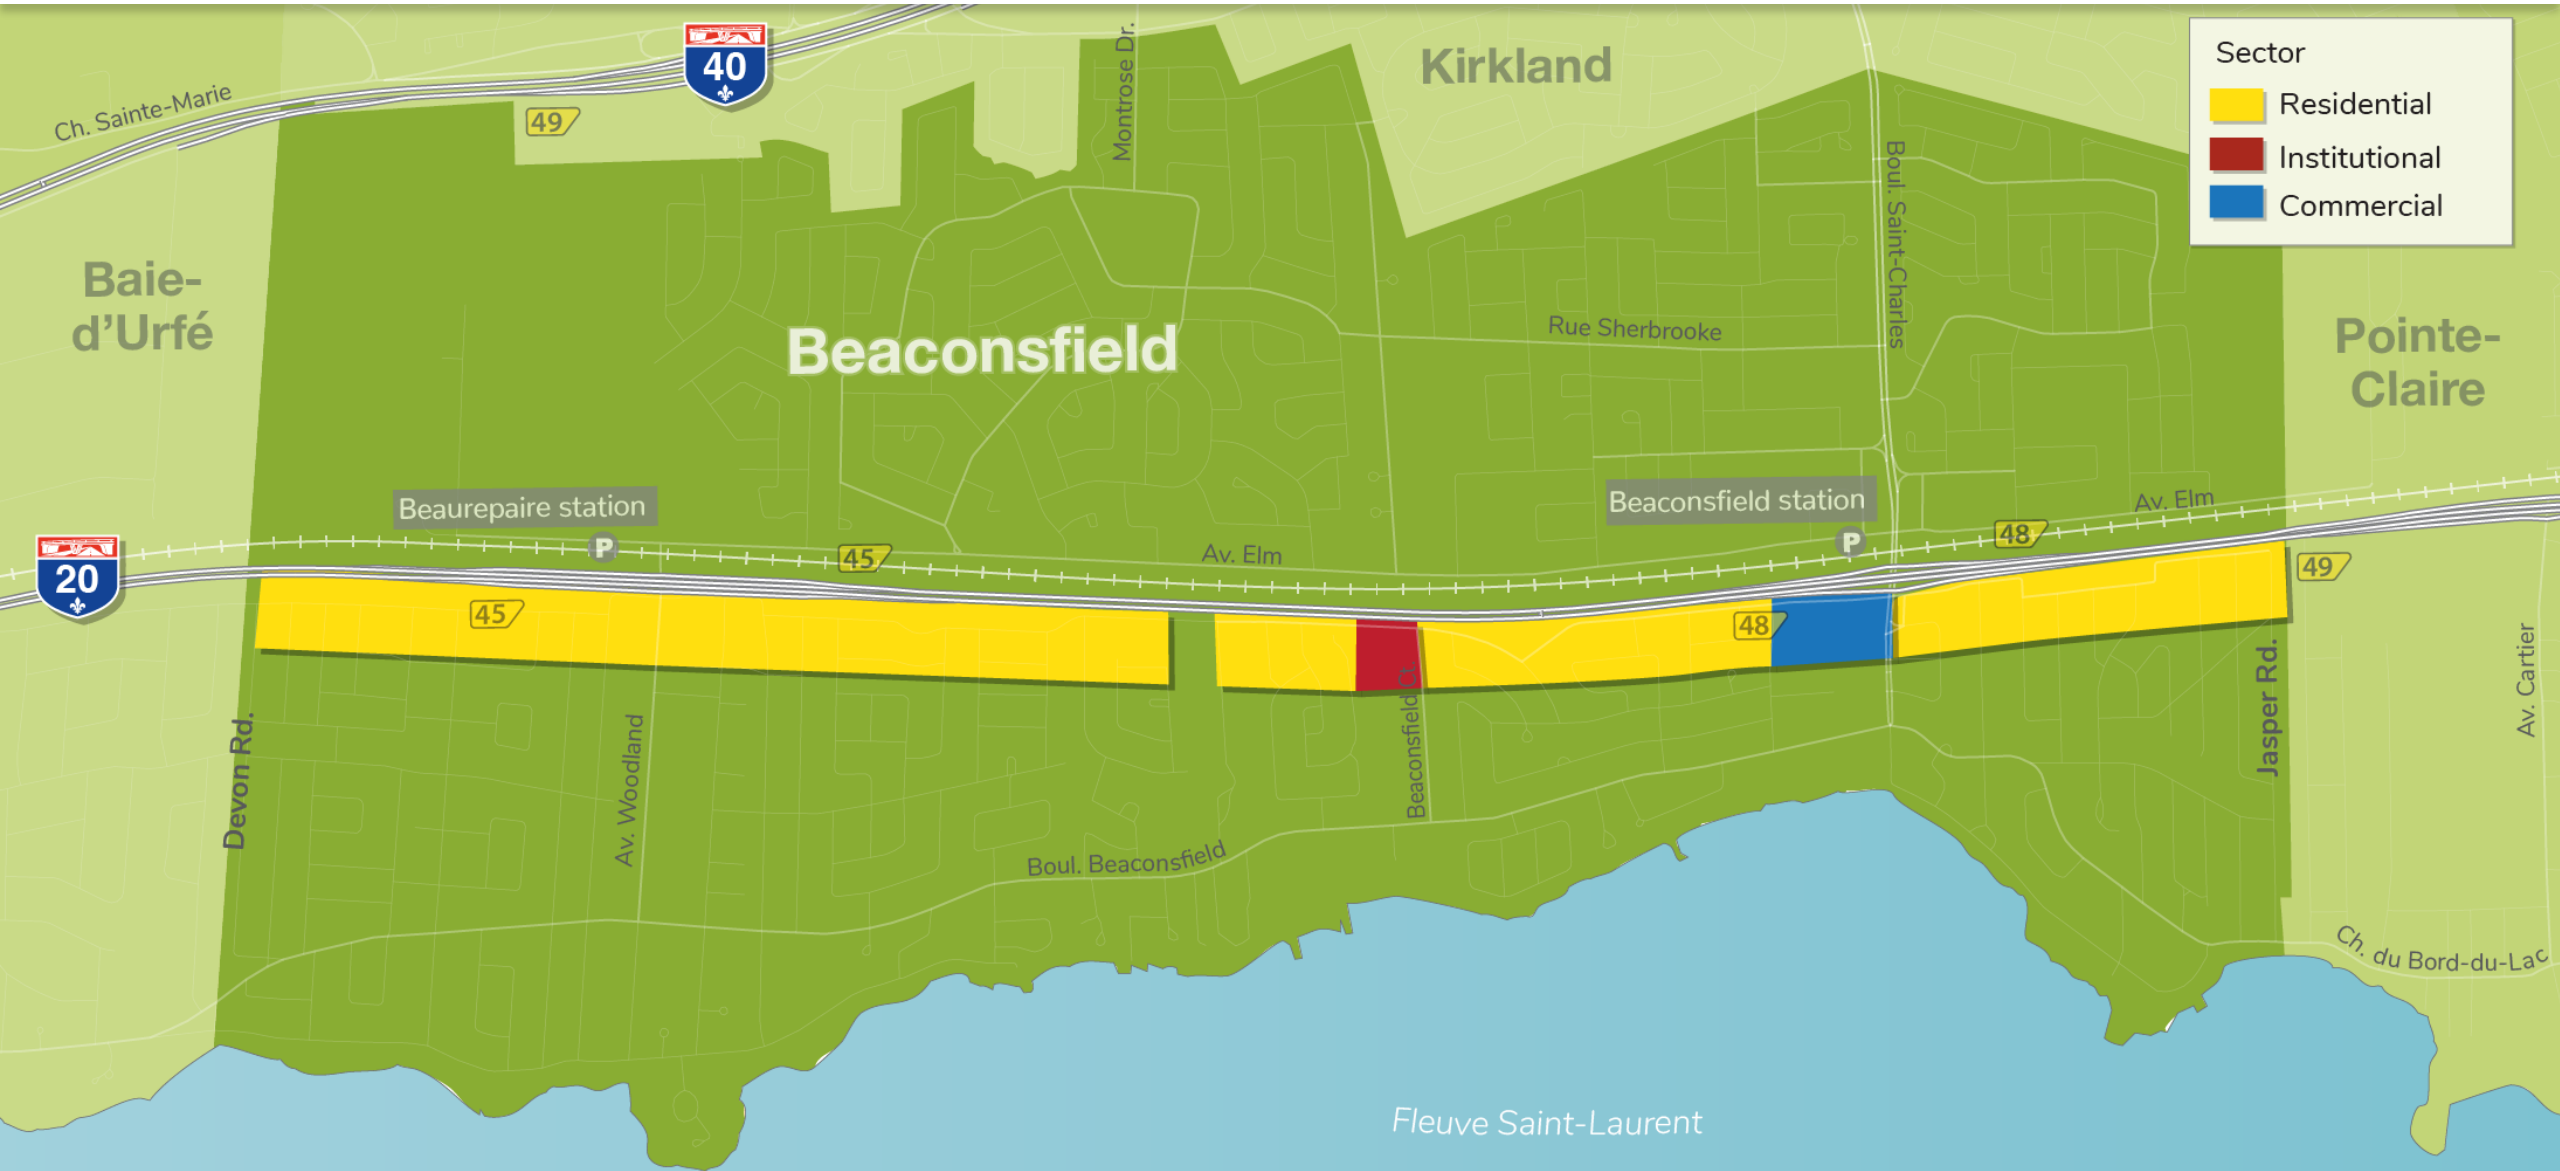 40
Ch. Sainte-Marie
49
Montrose Dr.
Kirkland
Sector
Residential
Institutional
Commercial
Boul. Saint-Charles
Baie-
d'Urfé
Beaconsfield
Rue Sherbrooke
Pointe-
Claire
Beaurepaire station
P
Beaconsfield station
P
Av. Elm
48
20
45
Av. Elm
49
45
48
Beaconsfield Ct.
Devon Rd.
Av. Woodland
Jasper Rd.
Av. Cartier
Boul. Beaconsfield
Ch. du Bord-du-Lac
Fleuve Saint-Laurent